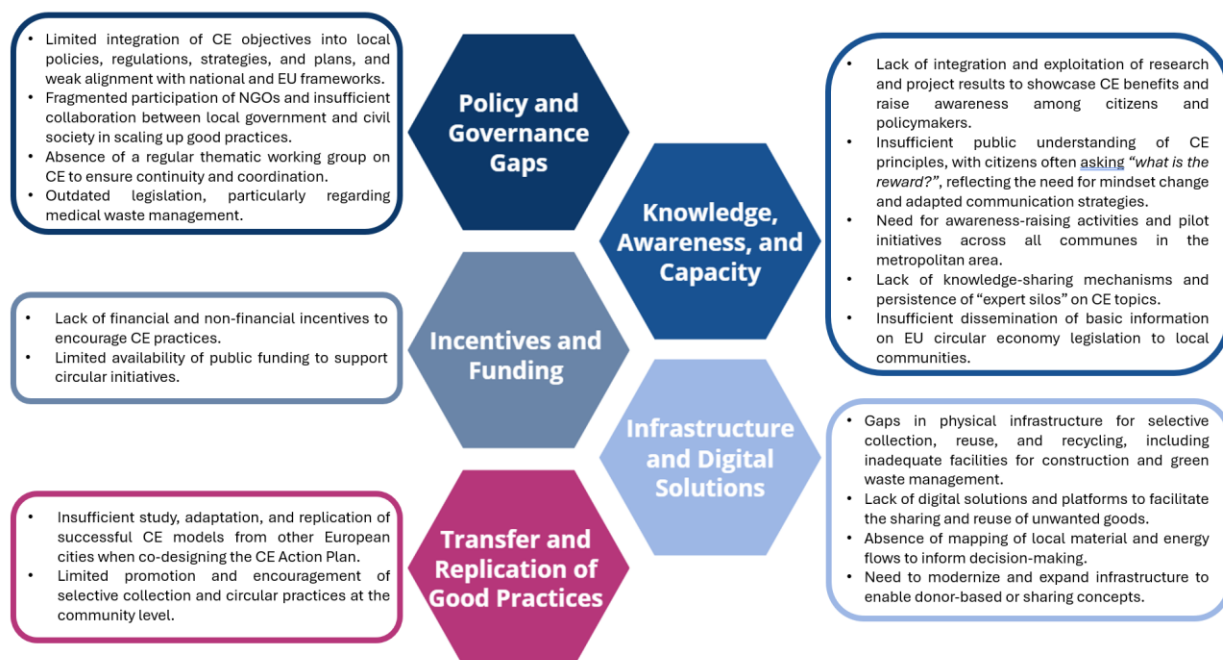 • Limited integration of CE objectives into local
policies, regulations, strategies, and plans, and
weak alignment with national and EU frameworks.
• Fragmented participation of NGOs and insufficient
collaboration between local government and civil
society in scaling up good practices.
• Absence of a regular thematic working group on
CE to ensure continuity and coordination.
• Outdated legislation, particularly regarding
medical waste management.
Policy and
Governance
Gaps
Knowledge,
Awareness, and
Capacity
• Lack of integration and exploitation of research
and project results to showcase CE benefits and
raise awareness among citizens and
policymakers.
• Insufficient public understanding of CE
principles, with citizens often asking “what is the
reward?”, reflecting the need for mindset change
and adapted communication strategies.
• Need for awareness-raising activities and pilot
initiatives across all communes in the
metropolitan area.
• Lack of knowledge-sharing mechanisms and
persistence of “expert silos” on CE topics.
• Insufficient dissemination of basic information
on EU circular economy legislation to local
communities.
• Lack of financial and non-financial incentives to
encourage CE practices.
• Limited availability of public funding to support
circular initiatives.
Incentives and
Funding
Infrastructure
and Digital
Solutions
• Gaps in physical infrastructure for selective
collection, reuse, and recycling, including
inadequate facilities for construction and green
waste management.
• Lack of digital solutions and platforms to facilitate
the sharing and reuse of unwanted goods.
• Absence of mapping of local material and energy
flows to inform decision-making.
• Need to modernize and expand infrastructure to
enable donor-based or sharing concepts.
• Insufficient study, adaptation, and replication of
successful CE models from other European
cities when co-designing the CE Action Plan.
• Limited promotion and encouragement of
selective collection and circular practices at the
community level.
Transfer and
Replication of
Good Practices